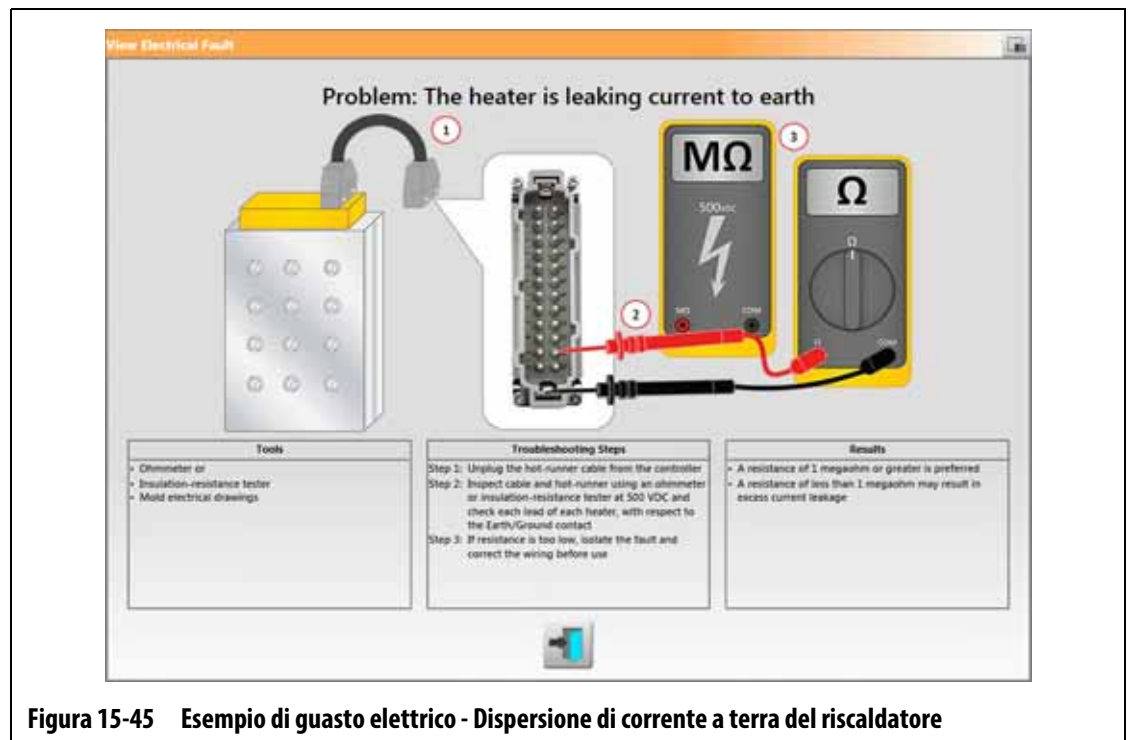 View Electrical Fault
Problem: The heater is leaking current to earth
1
3
MΩ
Ω
500VDC
Ω
2
MΩ
COM
Ω
COM
Tools
• Ohmmeter or
• Insulation-resistance tester
• Mold electrical drawings
Troubleshooting Steps
Step 1: Unplug the hot-runner cable from the controller
Step 2: Inspect cable and hot-runner using an ohmmeter
or insulation-resistance tester at 500 VDC and
check each lead of each heater, with respect to
the Earth/Ground contact
Step 3: If resistance is too low, isolate the fault and
correct the wiring before use
Results
• A resistance of 1 megaohm or greater is preferred
• A resistance of less than 1 megaohm may result in
excess current leakage
Figura 15-45 Esempio di guasto elettrico - Dispersione di corrente a terra del riscaldatore